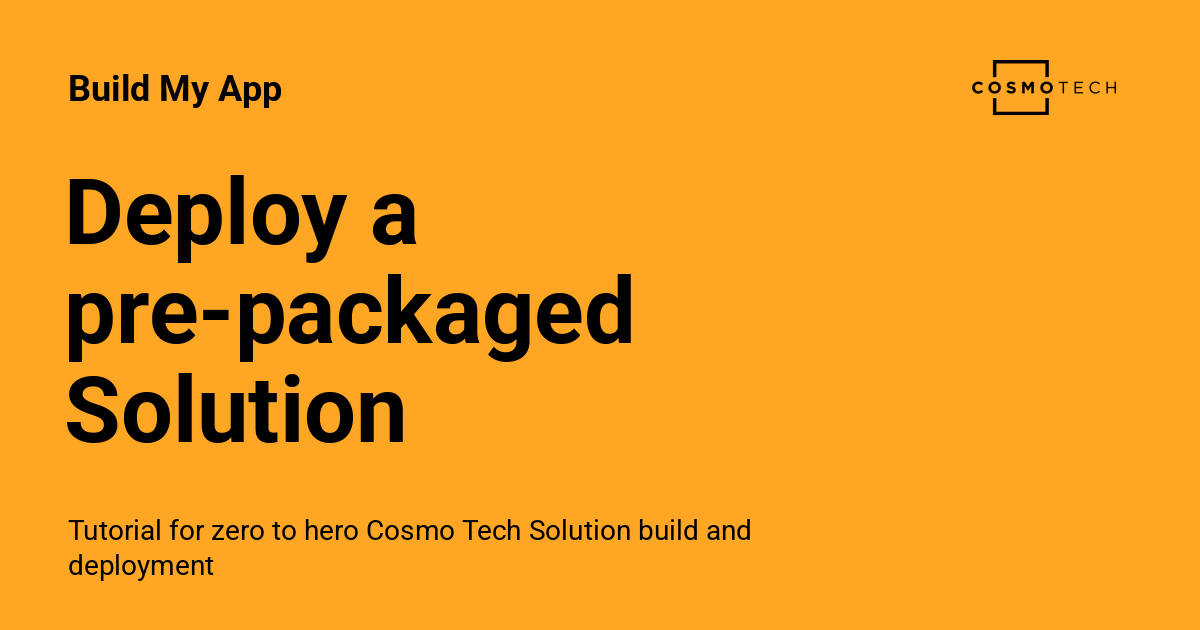 Build My App
COSMOTECH
Deploy a
pre-packaged
Solution
Tutorial for zero to hero Cosmo Tech Solution build and
deployment